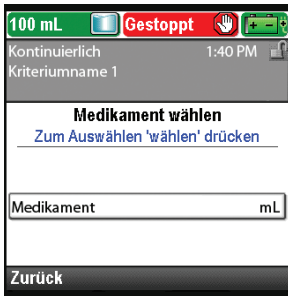 100 mL Gestoppt
Kontinuierlich 1:40 PM
Kriteriumname 1
Medikament wählen
Zum Auswählen 'wählen' drücken
Medikament mL
Zurück